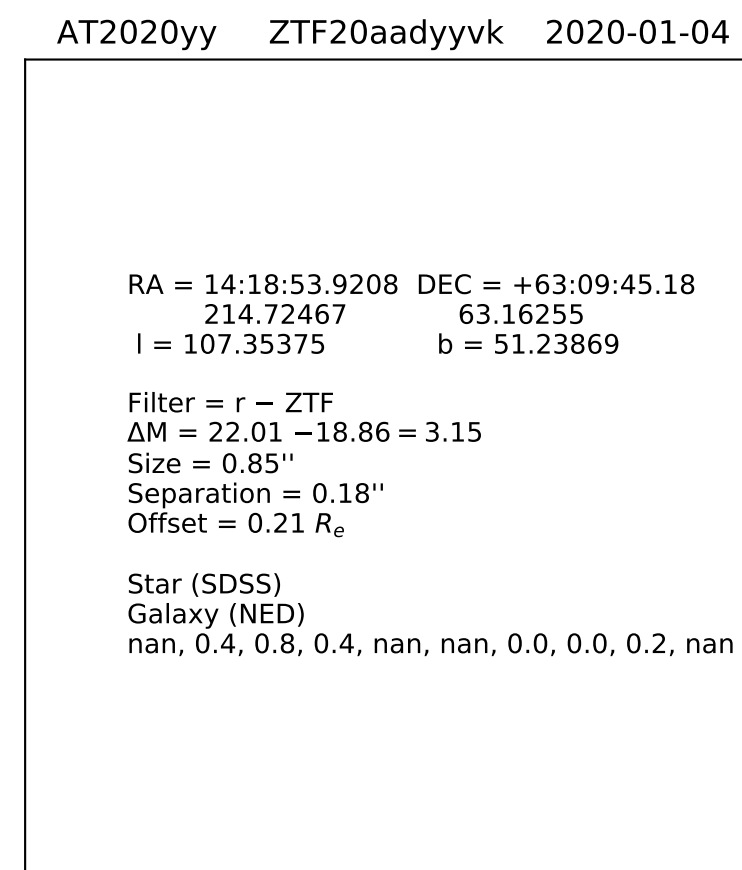 AT2020yy ZTF20aadyyvk 2020-01-04
RA = 14:18:53.9208 DEC = +63:09:45.18
214.72467 63.16255
l = 107.35375 b = 51.23869
Filter = r − ZTF
ΔM = 22.01 −18.86 = 3.15
Size = 0.85''
Separation = 0.18''
Offset = 0.21 Re
Star (SDSS)
Galaxy (NED)
nan, 0.4, 0.8, 0.4, nan, nan, 0.0, 0.0, 0.2, nan